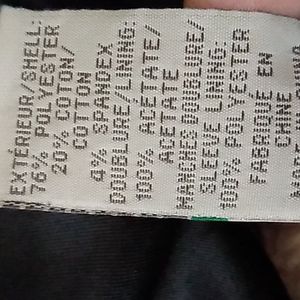 EXTÉRIEUR/SHELL:
76% POLYESTER
20% COTON/
COTTON
4% SPANDEX
DOUBLURE/LINING:
100% ACETATE/
ACETATE
MANCHES DOUBLURE/
SLEEVE LINING:
100% POLYESTER
FABRIQUÉ EN
CHINE